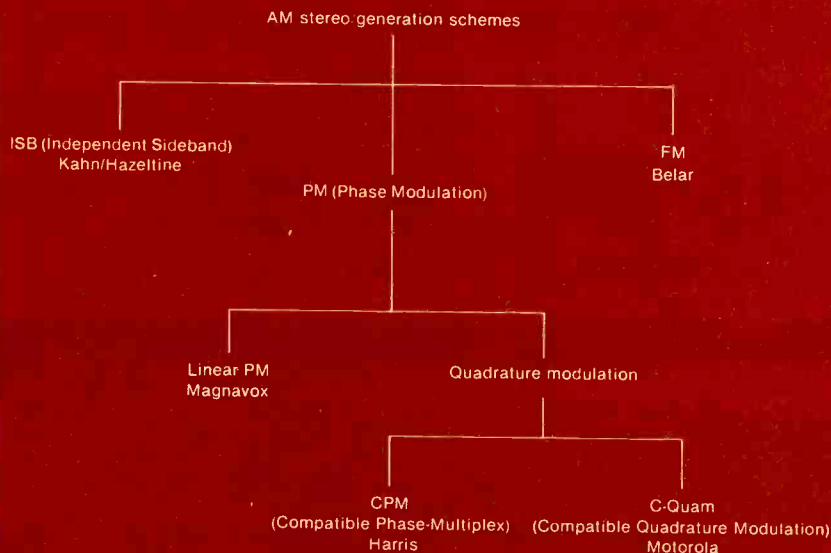 AM stereo generation schemes
ISB (Independent Sideband)
Kahn/Hazeltine
FM
Belar
PM (Phase Modulation)
Linear PM
Magnavox
Quadrature modulation
CPM
(Compatible Phase-Multiplex)
Harris
C-Quam
(Compatible Quadrature Modulation)
Motorola